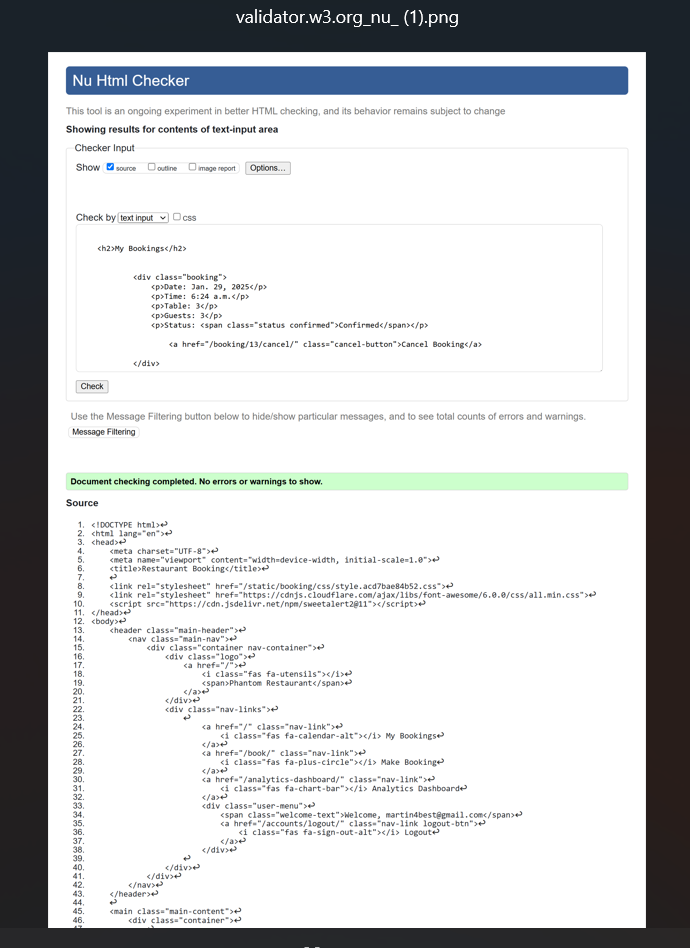 validator.w3.org_nu_ (1).png
Nu Html Checker
This tool is an ongoing experiment in better HTML checking, and its behavior remains subject to change
Showing results for contents of text-input area
Checker Input
Show source outline image report Options...
Check by text input css
<h2>My Bookings</h2>
<div class="booking">
<p>Date: Jan. 29, 2025</p>
<p>Time: 6:24 a.m.</p>
<p>Table: 3</p>
<p>Guests: 3</p>
<p>Status: <span class="status confirmed">Confirmed</span></p>
<a href="/booking/13/cancel/" class="cancel-button">Cancel Booking</a>
</div>
Check
Use the Message Filtering button below to hide/show particular messages, and to see total counts of errors and warnings.
Message Filtering
Document checking completed. No errors or warnings to show.
Source
1. <!DOCTYPE html>↩
2. <html lang="en">↩
3. <head>↩
4. <meta charset="UTF-8">↩
5. <meta name="viewport" content="width=device-width, initial-scale=1.0">↩
6. <title>Restaurant Booking</title>↩
7. ↩
8. <link rel="stylesheet" href="/static/booking/css/style.acd7bae84b52.css">↩
9. <link rel="stylesheet" href="https://cdnjs.cloudflare.com/ajax/libs/font-awesome/6.0.0/css/all.min.css">↩
10. <script src="https://cdn.jsdelivr.net/npm/sweetalert2@11"></script>↩
11. </head>↩
12. <body>↩
13. <header class="main-header">↩
14. <nav class="main-nav">↩
15. <div class="container nav-container">↩
16. <div class="logo">↩
17. <a href="/">↩
18. <i class="fas fa-utensils"></i>↩
19. <span>Phantom Restaurant</span>↩
20. </a>↩
21. </div>↩
22. <div class="nav-links">↩
23. ↩
24. <a href="/" class="nav-link">↩
25. <i class="fas fa-calendar-alt"></i> My Bookings↩
26. </a>↩
27. <a href="/book/" class="nav-link">↩
28. <i class="fas fa-plus-circle"></i> Make Booking↩
29. </a>↩
30. <a href="/analytics-dashboard/" class="nav-link">↩
31. <i class="fas fa-chart-bar"></i> Analytics Dashboard↩
32. </a>↩
33. <div class="user-menu">↩
34. <span class="welcome-text">Welcome, martin4best@gmail.com</span>↩
35. <a href="/accounts/logout/" class="nav-link logout-btn">↩
36. <i class="fas fa-sign-out-alt"></i> Logout↩
37. </a>↩
38. </div>↩
39. ↩
40. </div>↩
41. </div>↩
42. </nav>↩
43. </header>↩
44. ↩
45. <main class="main-content">↩
46. <div class="container">↩